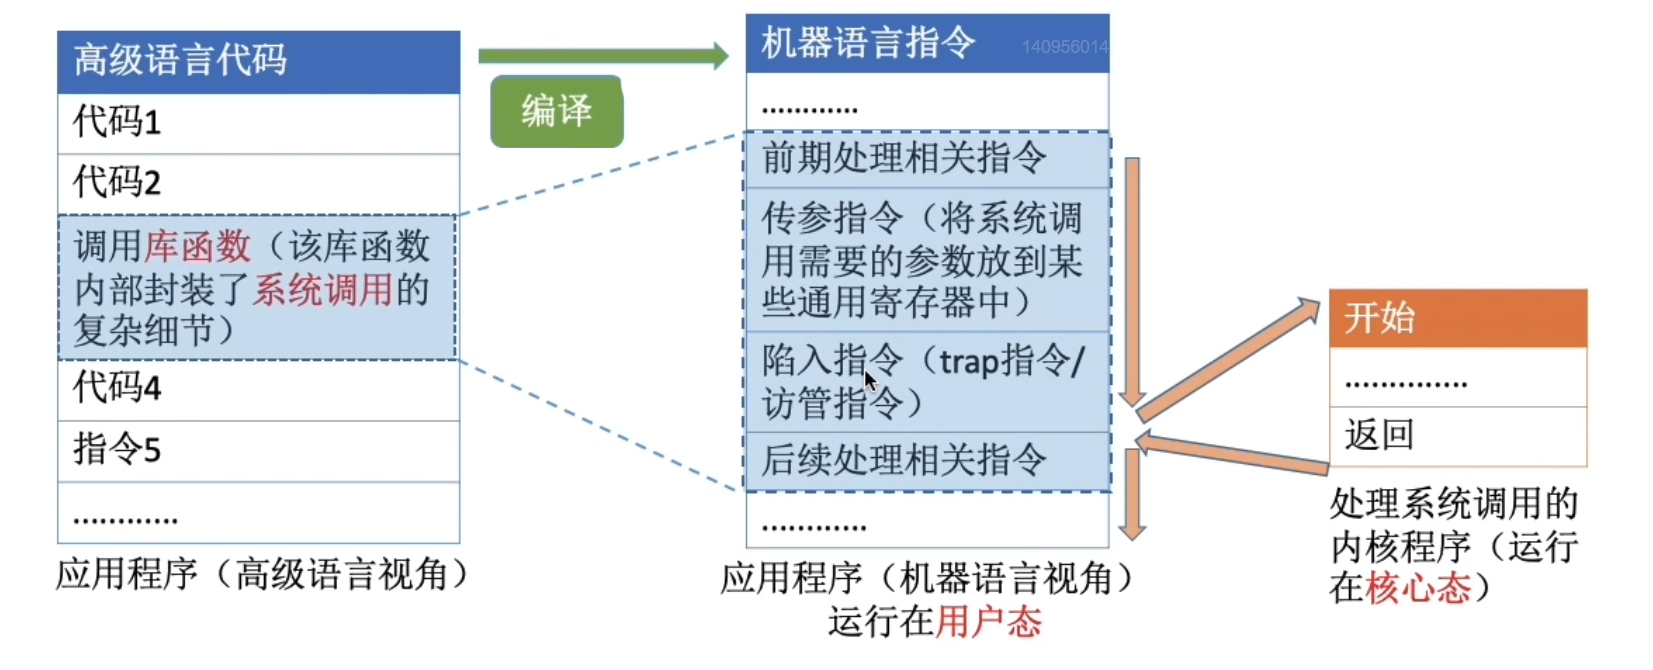 高级语言代码
代码1
代码2
调用库函数（该库函数
内部封装了系统调用的
复杂细节）
代码4
指令5
…………
应用程序（高级语言视角）
编译
机器语言指令
140956014
…………
前期处理相关指令
传参指令（将系统调
用需要的参数放到某
些通用寄存器中）
陷入指令（trap指令/
访管指令）
后续处理相关指令
…………
应用程序（机器语言视角）
运行在用户态
开始
…………..
返回
处理系统调用的
内核程序（运行
在核心态）